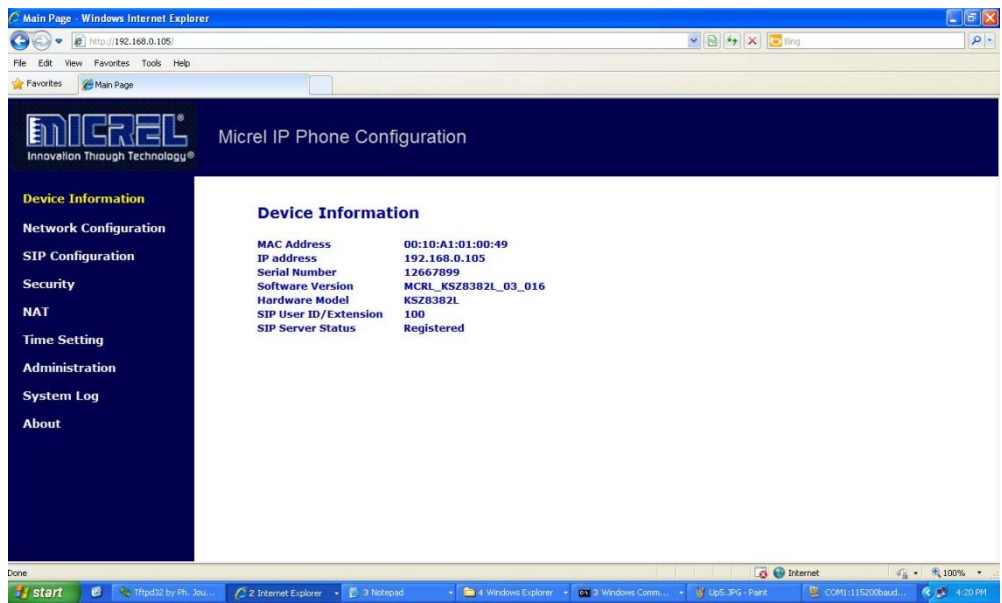 Main Page - Windows Internet Explorer
http://192.168.0.105/
Bing
File Edit View Favorites Tools Help
Favorites Main Page
MICREL®
Innovation Through Technology®
Micrel IP Phone Configuration
Device Information
Network Configuration
SIP Configuration
Security
NAT
Time Setting
Administration
System Log
About
Device Information
MAC Address 00:10:A1:01:00:49
IP address 192.168.0.105
Serial Number 12667899
Software Version MCRL_KSZ8382L_03_016
Hardware Model KSZ8382L
SIP User ID/Extension 100
SIP Server Status Registered
Done Internet 100%
start Tftpd32 by Ph. Jou... 2 Internet Explorer 3 Notepad 4 Windows Explorer 3 Windows Comm... Up5.JPG - Paint COM1:115200baud... 4:20 PM